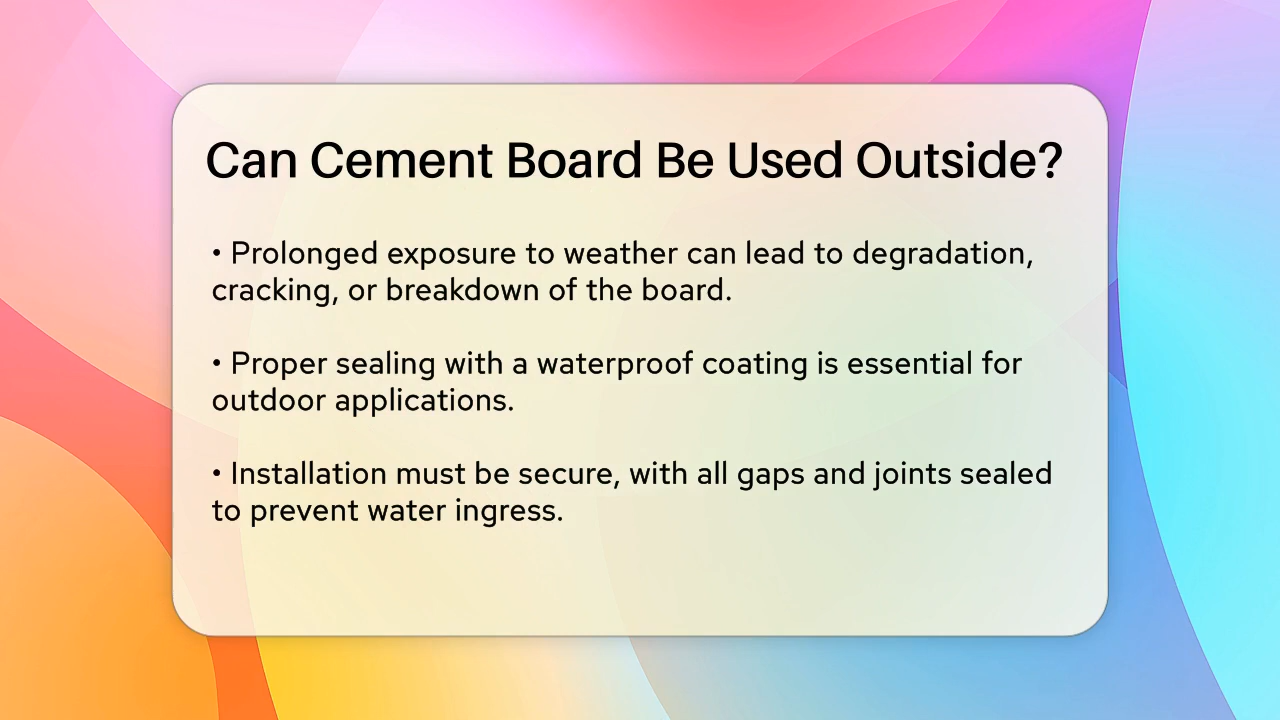 Can Cement Board Be Used Outside?
• Prolonged exposure to weather can lead to degradation,
cracking, or breakdown of the board.
• Proper sealing with a waterproof coating is essential for
outdoor applications.
• Installation must be secure, with all gaps and joints sealed
to prevent water ingress.